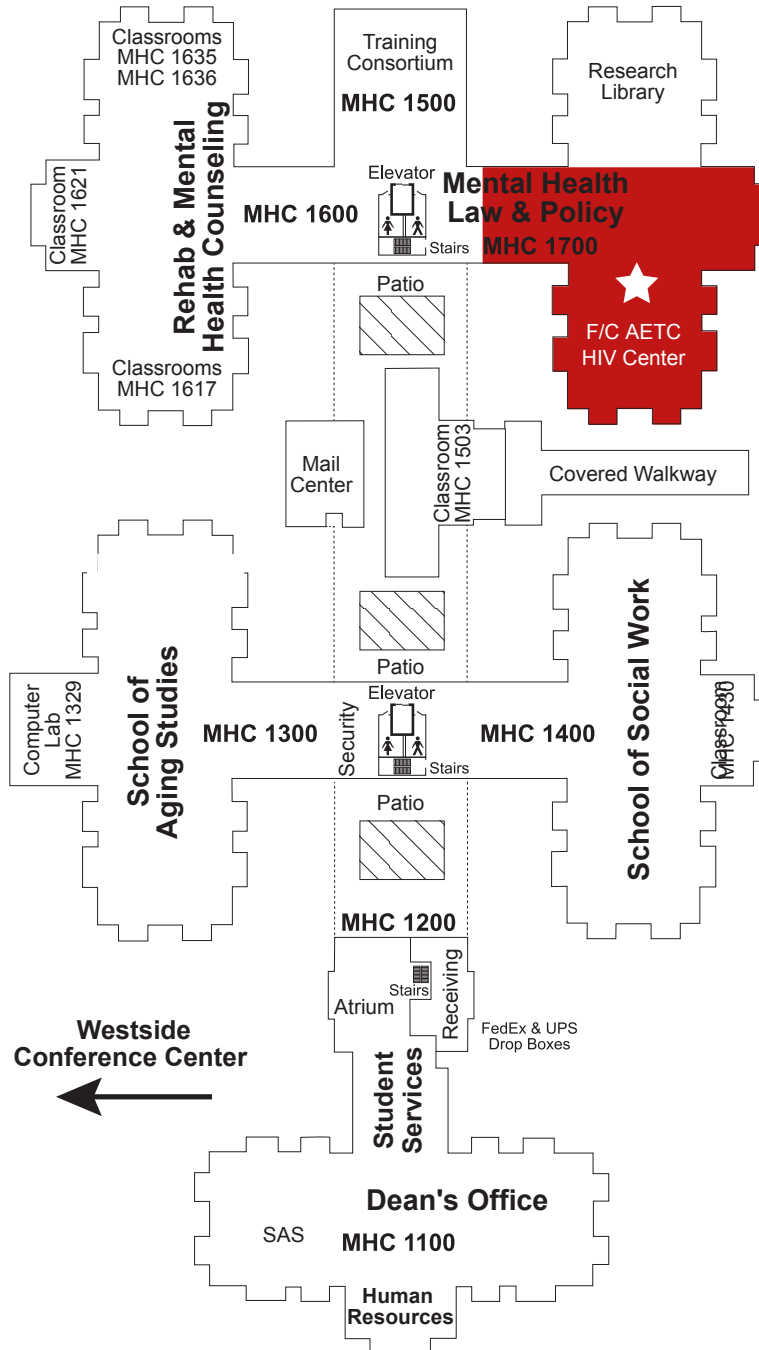 Classrooms
MHC 1635
MHC 1636
Training
Consortium
MHC 1500
Research
Library
Classroom
MHC 1621
Rehab & Mental
Health Counseling
MHC 1600
Elevator
Stairs
Mental Health
Law & Policy
MHC 1700
F/C AETC
HIV Center
Classrooms
MHC 1617
Patio
Mail
Center
Classroom
MHC 1503
Covered Walkway
Patio
Computer
Lab
MHC 1329
School of
Aging Studies
MHC 1300
Security
Elevator
Stairs
MHC 1400
School of Social Work
Classroom
MHC 1430
Patio
MHC 1200
Atrium
Stairs
Receiving
FedEx & UPS
Drop Boxes
Westside
Conference Center
Student
Services
Dean's Office
SAS
MHC 1100
Human
Resources